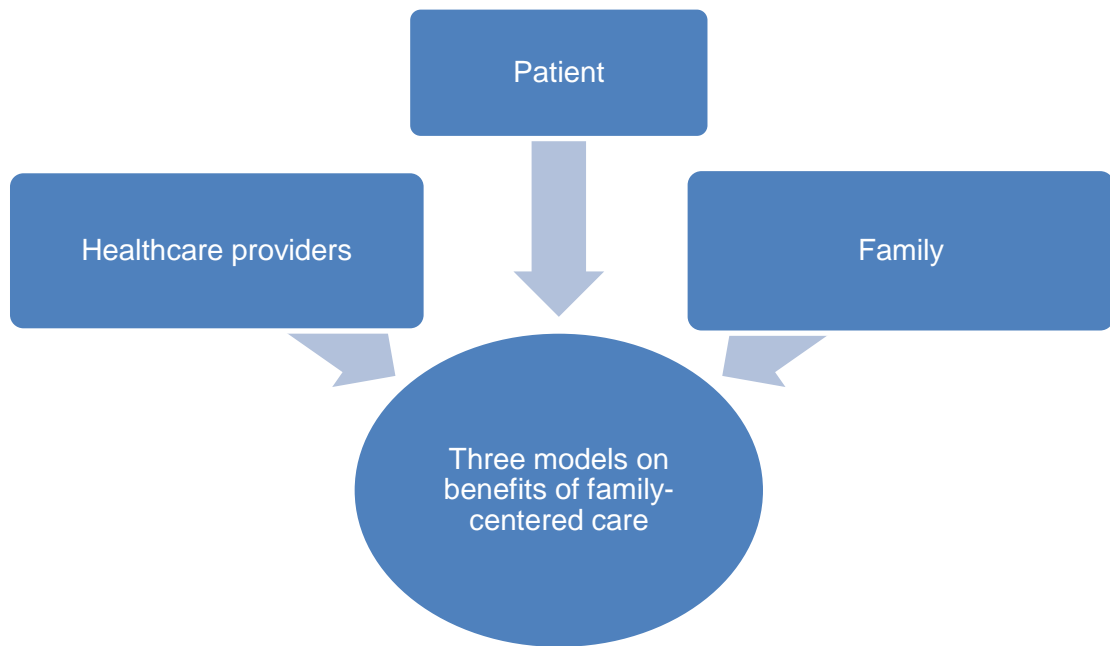 Patient
Healthcare providers
Family
Three models on
benefits of family-
centered care